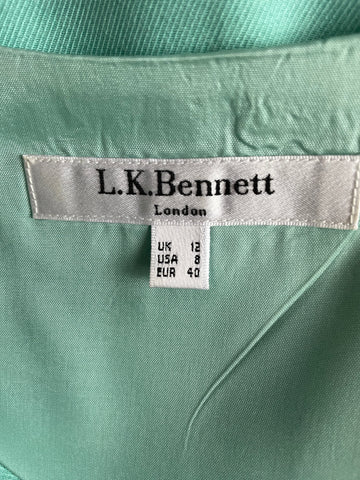 L.K.Bennett
London
UK 12
USA 8
EUR 40